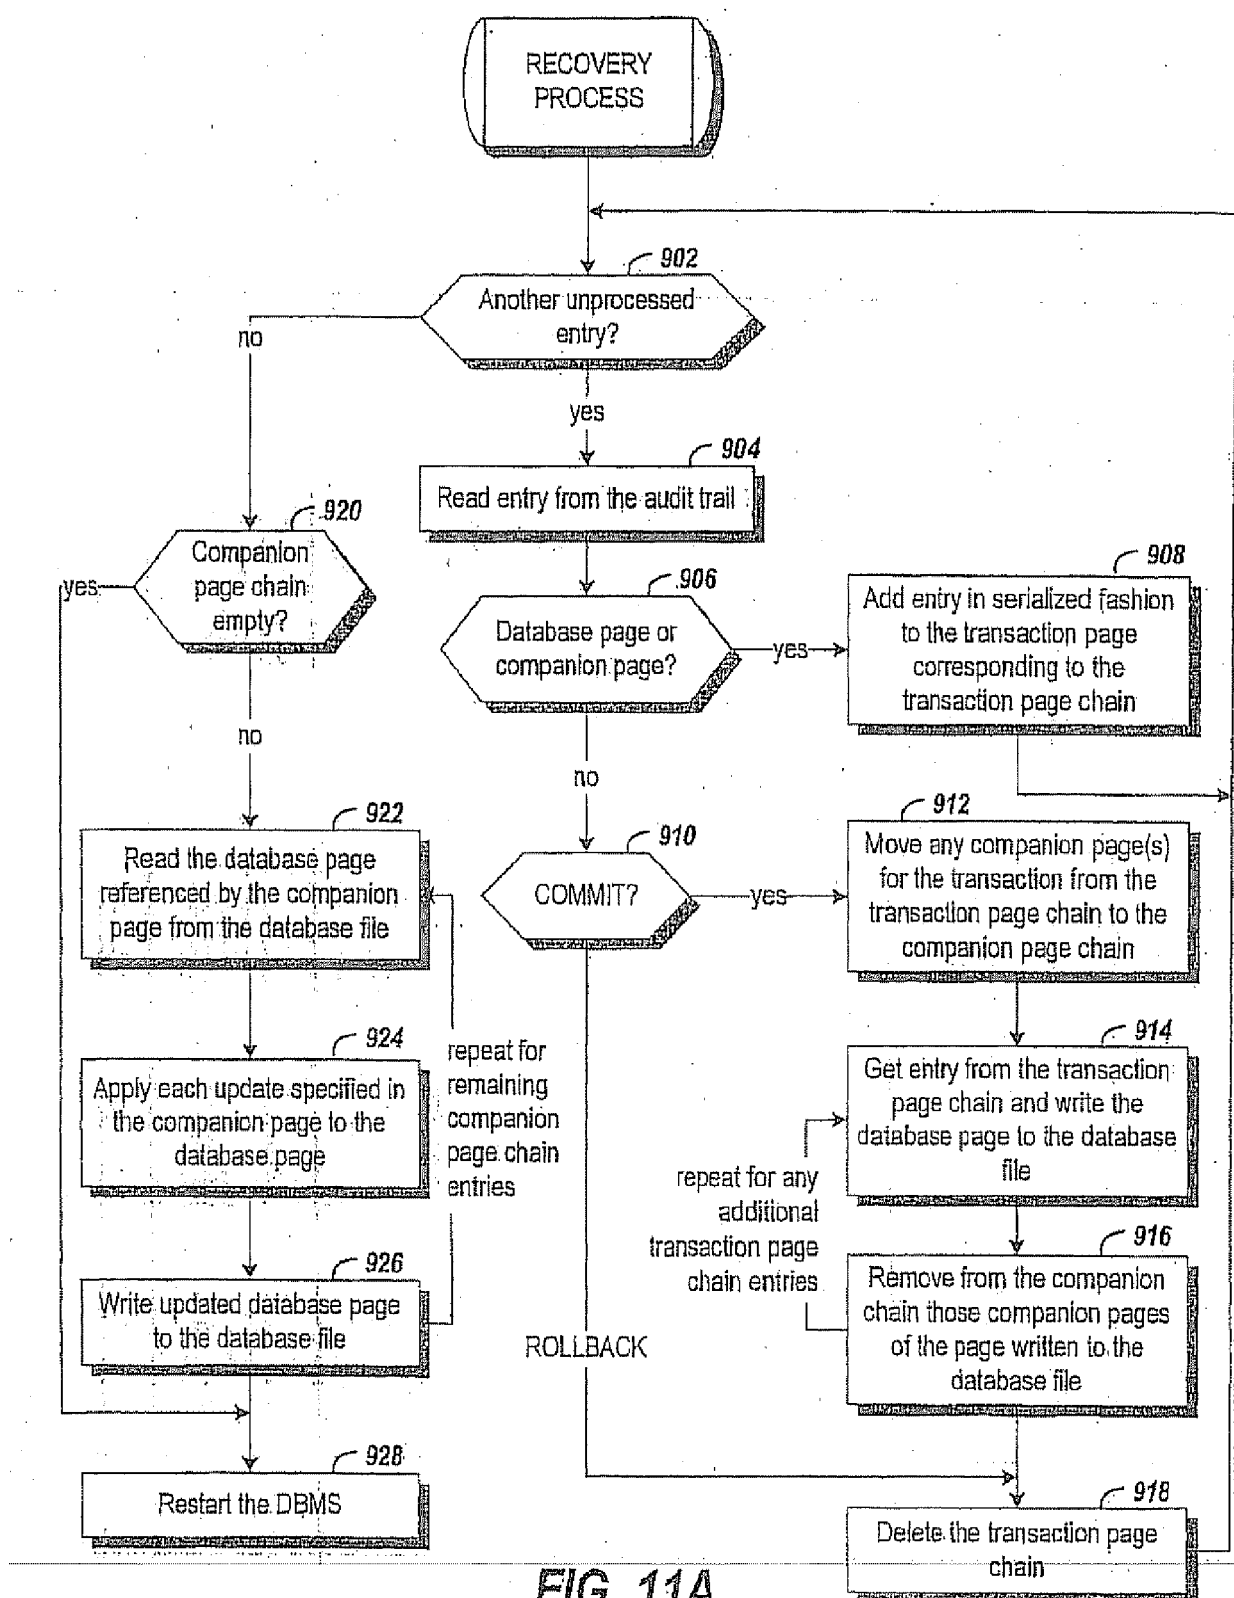 RECOVERY
PROCESS
902
Another unprocessed
entry?
no
yes
904
Read entry from the audit trail
920
Companion
page chain
empty?
yes
906
Database page or
companion page?
yes
908
Add entry in serialized fashion
to the transaction page
corresponding to the
transaction page chain
no
no
922
Read the database page
referenced by the companion
page from the database file
910
COMMIT?
yes
912
Move any companion page(s)
for the transaction from the
transaction page chain to the
companion page chain
924
Apply each update specified in
the companion page to the
database page
repeat for
remaining
companion
page chain
entries
914
Get entry from the transaction
page chain and write the
database page to the database
file
repeat for any
additional
transaction page
chain entries
926
Write updated database page
to the database file
ROLLBACK
916
Remove from the companion
chain those companion pages
of the page written to the
database file
928
Restart the DBMS
918
Delete the transaction page
chain
FIG. 11A